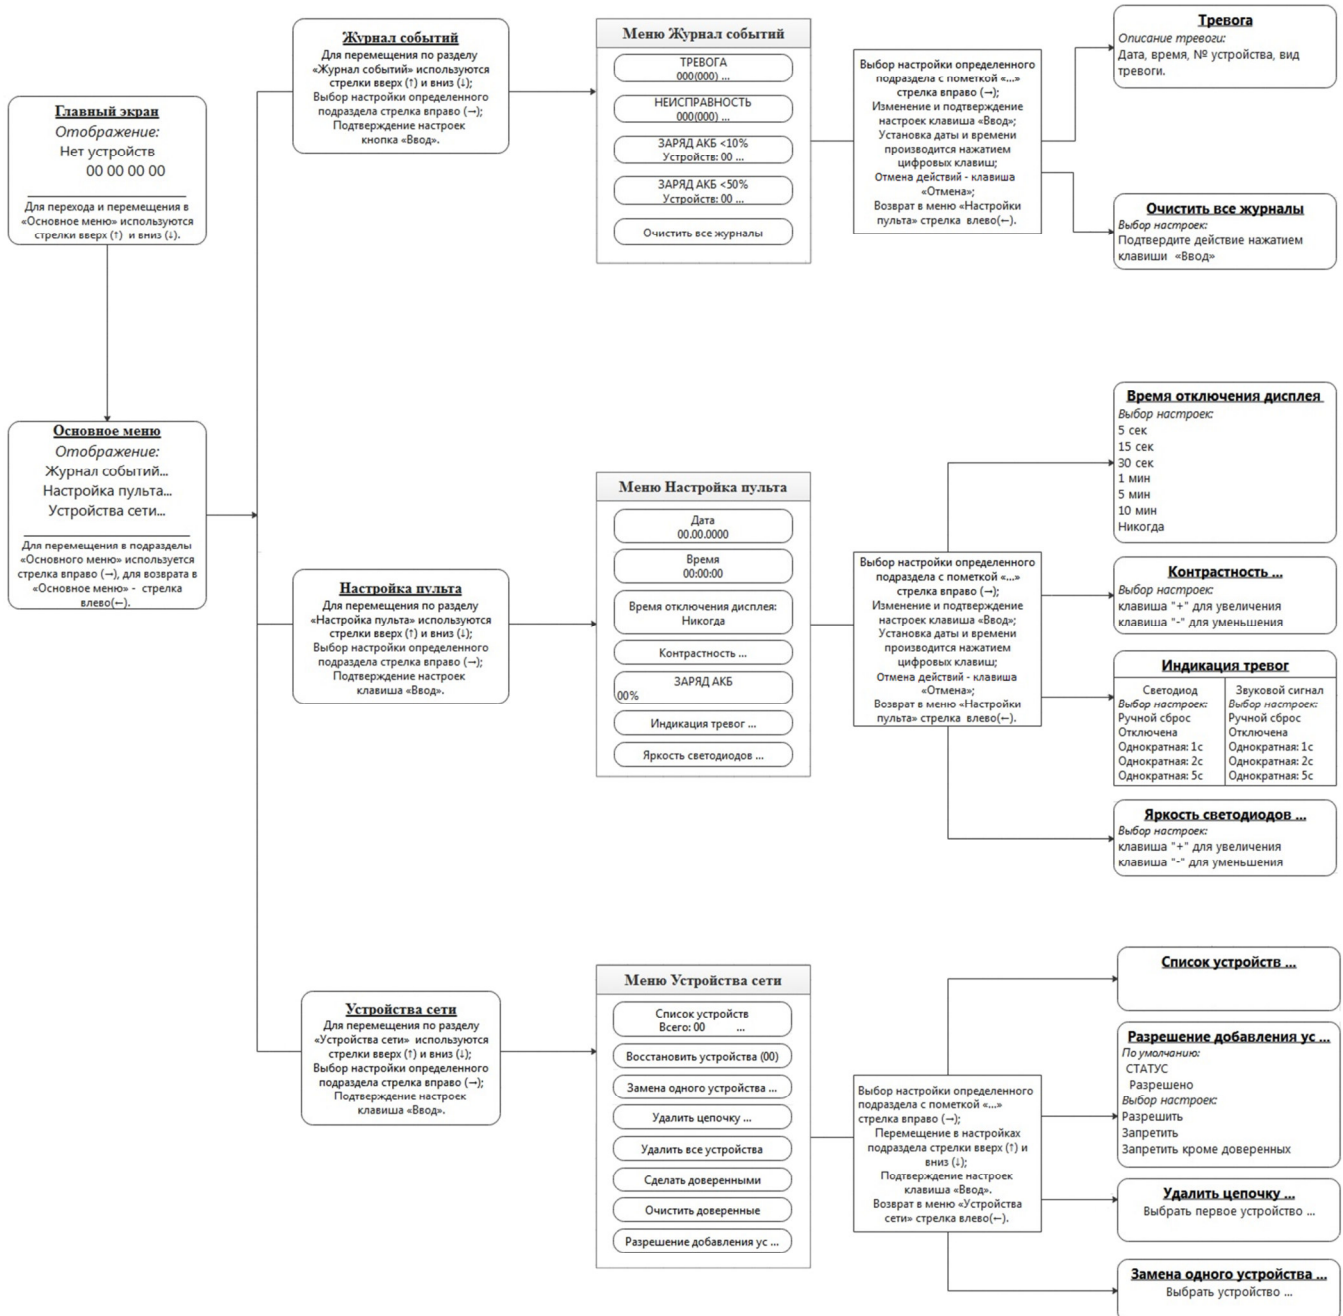 Главный экран
Отображение:
Нет устройств
00 00 00 00
Для перехода и перемещения в
«Основное меню» используются
стрелки вверх (↑) и вниз (↓).
Основное меню
Отображение:
Журнал событий...
Настройка пульта...
Устройства сети...
Для перемещения в подразделы
«Основного меню» используется
стрелка вправо (→), для возврата в
«Основное меню» - стрелка
влево(←).
Журнал событий
Для перемещения по разделу
«Журнал событий» используются
стрелки вверх (↑) и вниз (↓);
Выбор настройки определенного
подраздела стрелка вправо (→);
Подтверждение настроек
кнопка «Ввод».
Меню Журнал событий
ТРЕВОГА
000(000) ...
НЕИСПРАВНОСТЬ
000(000) ...
ЗАРЯД АКБ <10%
Устройств: 00 ...
ЗАРЯД АКБ <50%
Устройств: 00 ...
Очистить все журналы
Выбор настройки определенного
подраздела с пометкой «...»
стрелка вправо (→);
Изменение и подтверждение
настроек клавиша «Ввод»;
Установка даты и времени
производится нажатием
цифровых клавиш;
Отмена действий - клавиша
«Отмена»;
Возврат в меню «Настройки
пульта» стрелка влево(←).
Тревога
Описание тревоги:
Дата, время, № устройства, вид
тревоги.
Очистить все журналы
Выбор настроек:
Подтвердите действие нажатием
клавиши «Ввод»
Настройка пульта
Для перемещения по разделу
«Настройка пульта» используются
стрелки вверх (↑) и вниз (↓);
Выбор настройки определенного
подраздела стрелка вправо (→);
Подтверждение настроек
клавиша «Ввод».
Меню Настройка пульта
Дата
00.00.0000
Время
00:00:00
Время отключения дисплея:
Никогда
Контрастность ...
ЗАРЯД АКБ
00%
Индикация тревог ...
Яркость светодиодов ...
Выбор настройки определенного
подраздела с пометкой «...»
стрелка вправо (→);
Изменение и подтверждение
настроек клавиша «Ввод»;
Установка даты и времени
производится нажатием
цифровых клавиш;
Отмена действий - клавиша
«Отмена»;
Возврат в меню «Настройки
пульта» стрелка влево(←).
Время отключения дисплея
Выбор настроек:
5 сек
15 сек
30 сек
1 мин
5 мин
10 мин
Никогда
Контрастность ...
Выбор настроек:
клавиша "+" для увеличения
клавиша "-" для уменьшения
Индикация тревог
Светодиод
Выбор настроек:
Ручной сброс
Отключена
Однократная: 1с
Однократная: 2с
Однократная: 5с
Звуковой сигнал
Выбор настроек:
Ручной сброс
Отключена
Однократная: 1с
Однократная: 2с
Однократная: 5с
Яркость светодиодов ...
Выбор настроек:
клавиша "+" для увеличения
клавиша "-" для уменьшения
Устройства сети
Для перемещения по разделу
«Устройства сети» используются
стрелки вверх (↑) и вниз (↓);
Выбор настройки определенного
подраздела стрелка вправо (→);
Подтверждение настроек
клавиша «Ввод».
Меню Устройства сети
Список устройств
Всего: 00 ...
Восстановить устройства (00)
Замена одного устройства ...
Удалить цепочку ...
Удалить все устройства
Сделать доверенными
Очистить доверенные
Разрешение добавления ус ...
Выбор настройки определенного
подраздела с пометкой «...»
стрелка вправо (→);
Перемещение в настройках
подраздела стрелки вверх (↑) и
вниз (↓);
Подтверждение настроек
клавиша «Ввод».
Возврат в меню «Устройства
сети» стрелка влево(←).
Список устройств ...
Разрешение добавления ус ...
По умолчанию:
СТАТУС
Разрешено
Выбор настроек:
Разрешить
Запретить
Запретить кроме доверенных
Удалить цепочку ...
Выбрать первое устройство ...
Замена одного устройства ...
Выбрать устройство ...